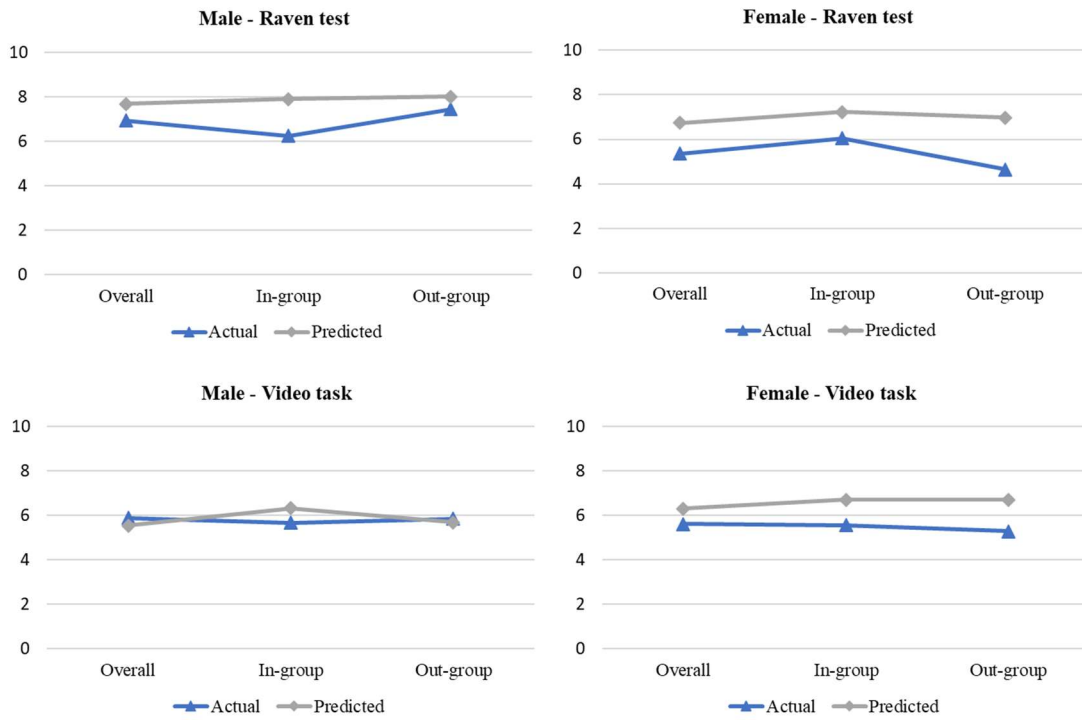 Male - Raven test
10
8
6
4
2
0
Overall In-group Out-group
Actual Predicted
Female - Raven test
10
8
6
4
2
0
Overall In-group Out-group
Actual Predicted
Male - Video task
10
8
6
4
2
0
Overall In-group Out-group
Actual Predicted
Female - Video task
10
8
6
4
2
0
Overall In-group Out-group
Actual Predicted